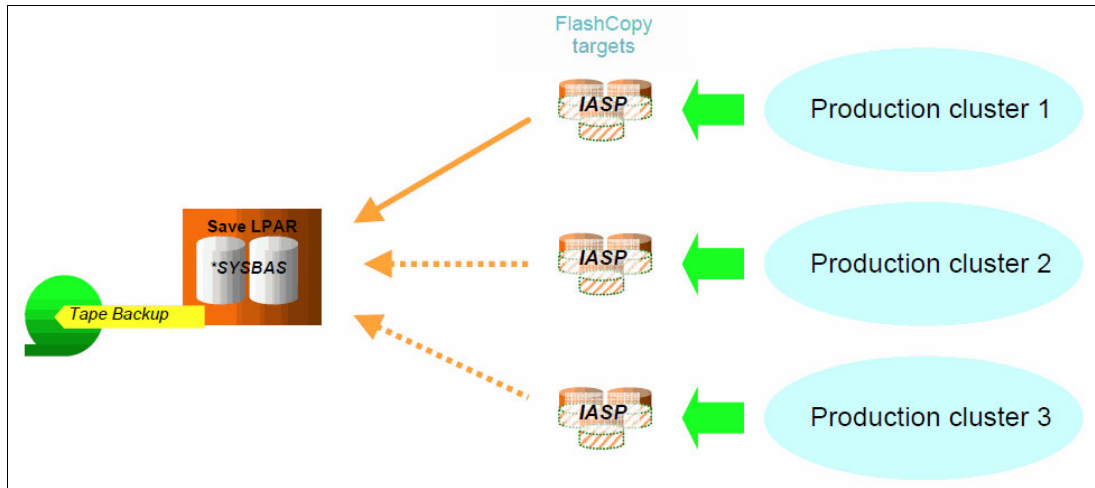 FlashCopy
targets
IASP
Production cluster 1
Save LPAR
*SYSBAS
Tape Backup
IASP
Production cluster 2
IASP
Production cluster 3